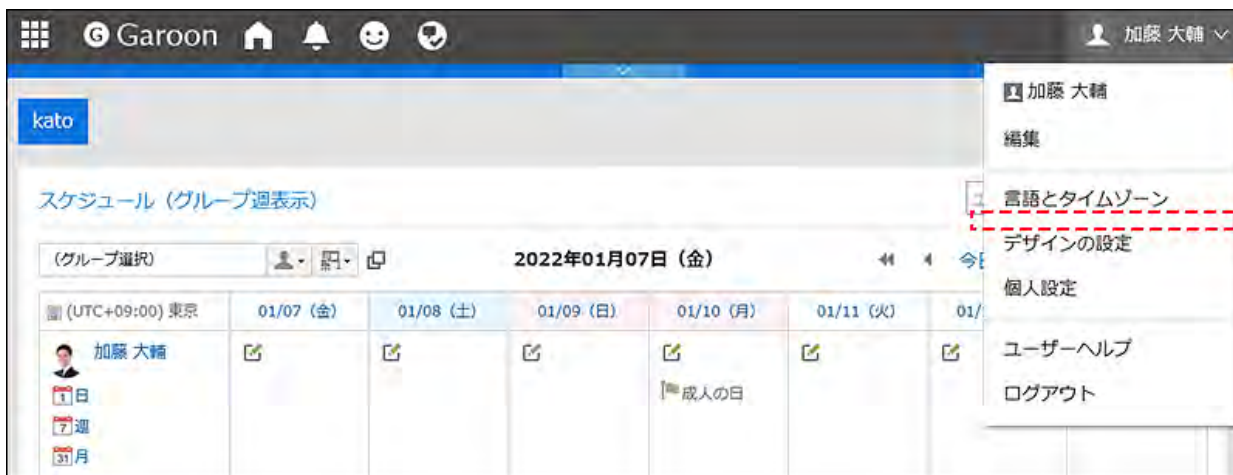 Garoon
加藤 大輔
加藤 大輔
編集
kato
スケジュール（グループ週表示）
言語とタイムゾーン
デザインの設定
(グループ選択)
2022年01月07日（金）
個人設定
(UTC+09:00) 東京 01/07（金） 01/08（土） 01/09（日） 01/10（月） 01/11（火） 01/
加藤 大輔
ユーザーヘルプ
1 日
成人の日
ログアウト
7 週
31 月